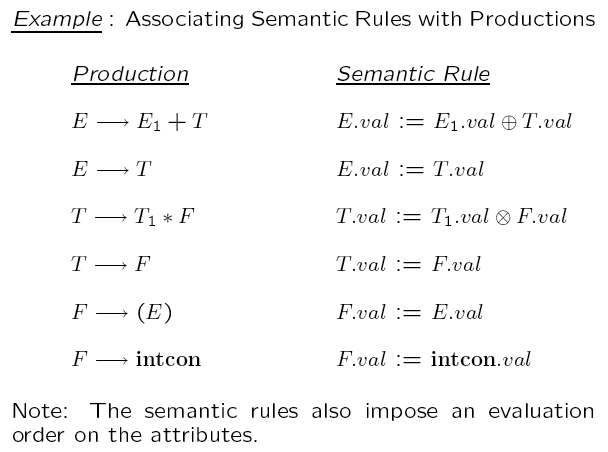 Example : Associating Semantic Rules with Productions
Production Semantic Rule
E ⟶ E₁ + T E.val := E₁.val ⊕ T.val
E ⟶ T E.val := T.val
T ⟶ T₁ * F T.val := T₁.val ⊗ F.val
T ⟶ F T.val := F.val
F ⟶ (E) F.val := E.val
F ⟶ intcon F.val := intcon.val
Note: The semantic rules also impose an evaluation
order on the attributes.